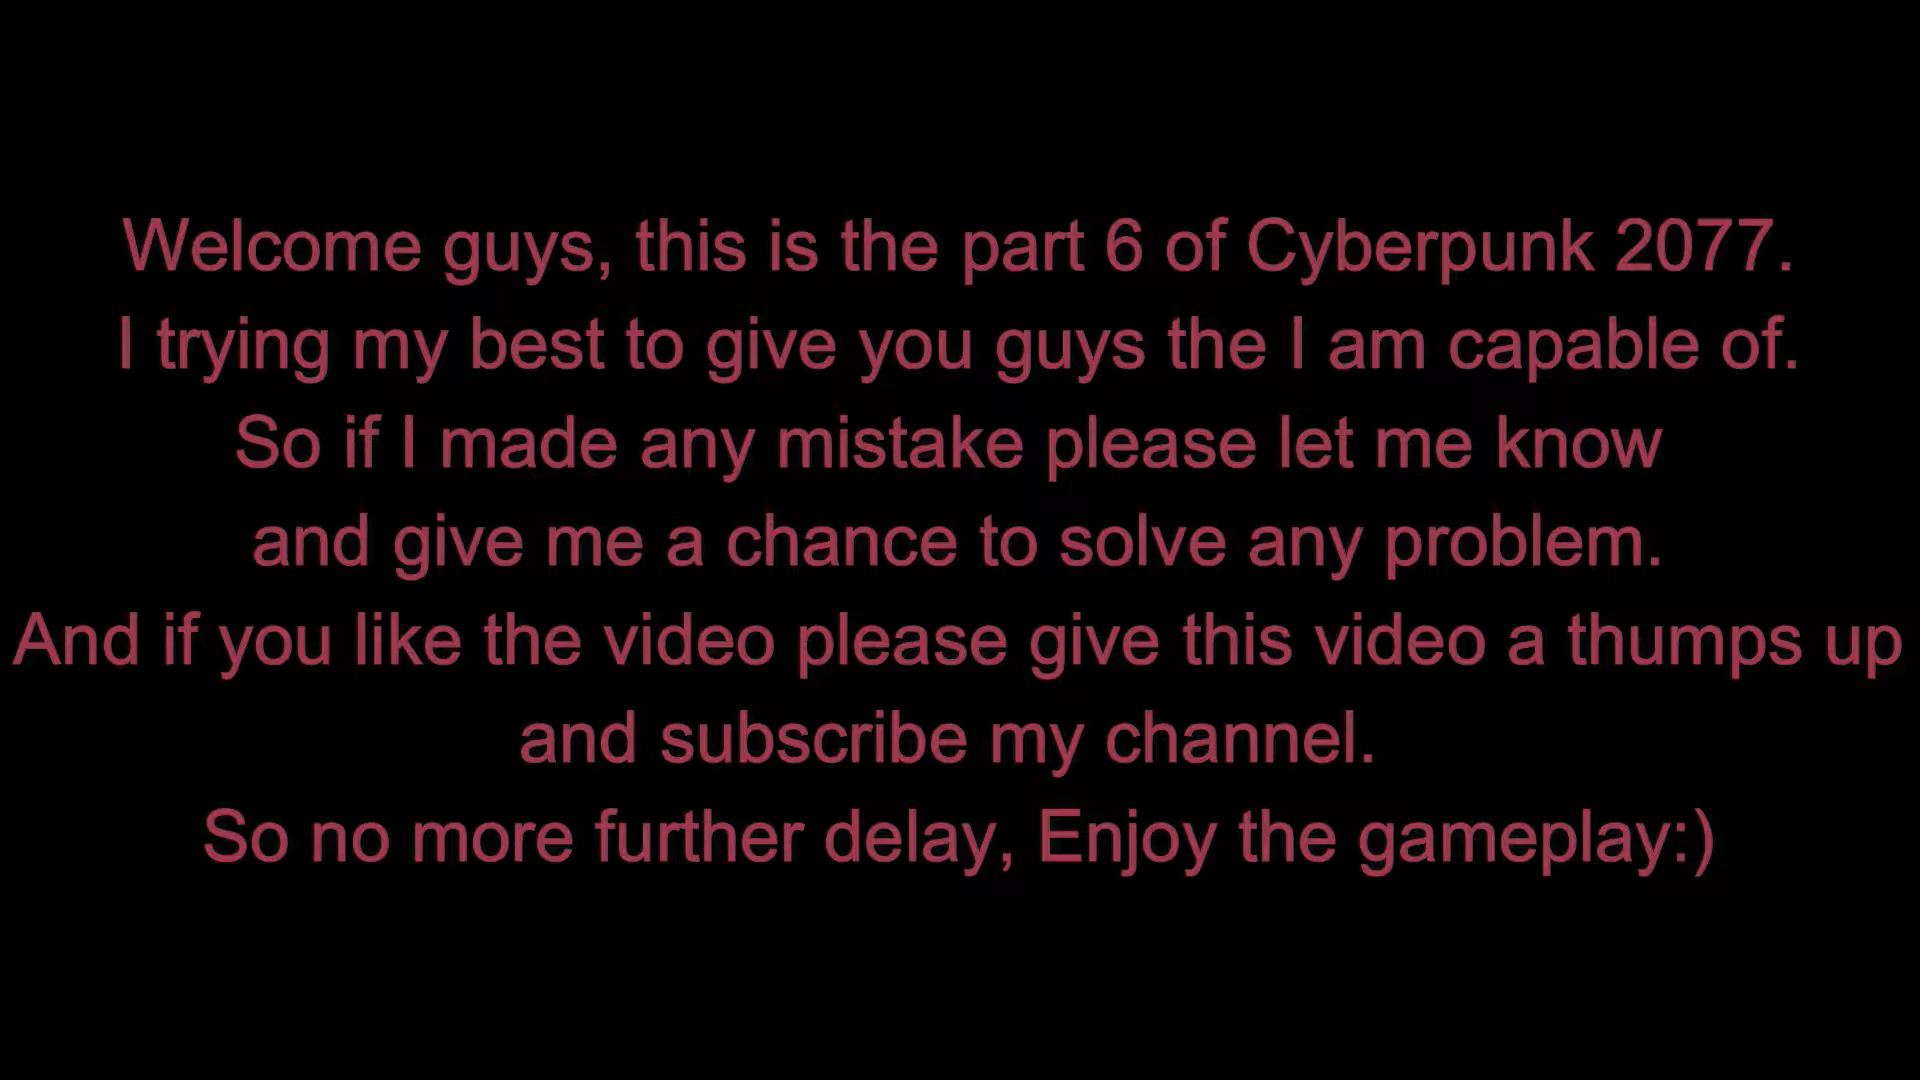 Welcome guys, this is the part 6 of Cyberpunk 2077.
I trying my best to give you guys the I am capable of.
So if I made any mistake please let me know
and give me a chance to solve any problem.
And if you like the video please give this video a thumps up
and subscribe my channel.
So no more further delay, Enjoy the gameplay:)